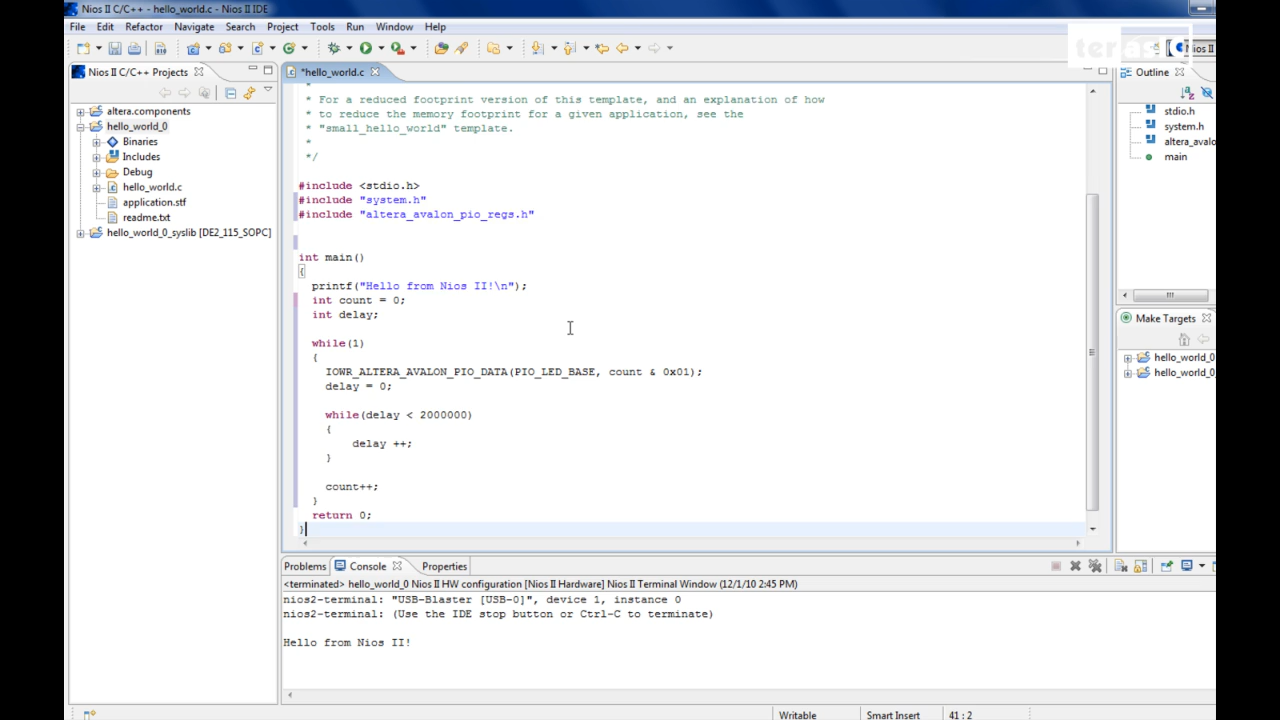 Nios II C/C++ - hello_world.c - Nios II IDE
File Edit Refactor Navigate Search Project Tools Run Window Help
terasic
Nios II
Nios II C/C++ Projects
altera.components
hello_world_0
Binaries
Includes
Debug
hello_world.c
application.stf
readme.txt
hello_world_0_syslib [DE2_115_SOPC]
*hello_world.c
*
* For a reduced footprint version of this template, and an explanation of how
* to reduce the memory footprint for a given application, see the
* "small_hello_world" template.
*
*/
#include <stdio.h>
#include "system.h"
#include "altera_avalon_pio_regs.h"
int main()
{
printf("Hello from Nios II!\n");
int count = 0;
int delay;
while(1)
{
IOWR_ALTERA_AVALON_PIO_DATA(PIO_LED_BASE, count & 0x01);
delay = 0;
while(delay < 2000000)
{
delay ++;
}
count++;
}
return 0;
}
Outline
stdio.h
system.h
altera_avalo
main
Make Targets
hello_world_0
hello_world_0
Problems Console Properties
<terminated> hello_world_0 Nios II HW configuration [Nios II Hardware] Nios II Terminal Window (12/1/10 2:45 PM)
nios2-terminal: "USB-Blaster [USB-0]", device 1, instance 0
nios2-terminal: (Use the IDE stop button or Ctrl-C to terminate)
Hello from Nios II!
Writable Smart Insert 41 : 2